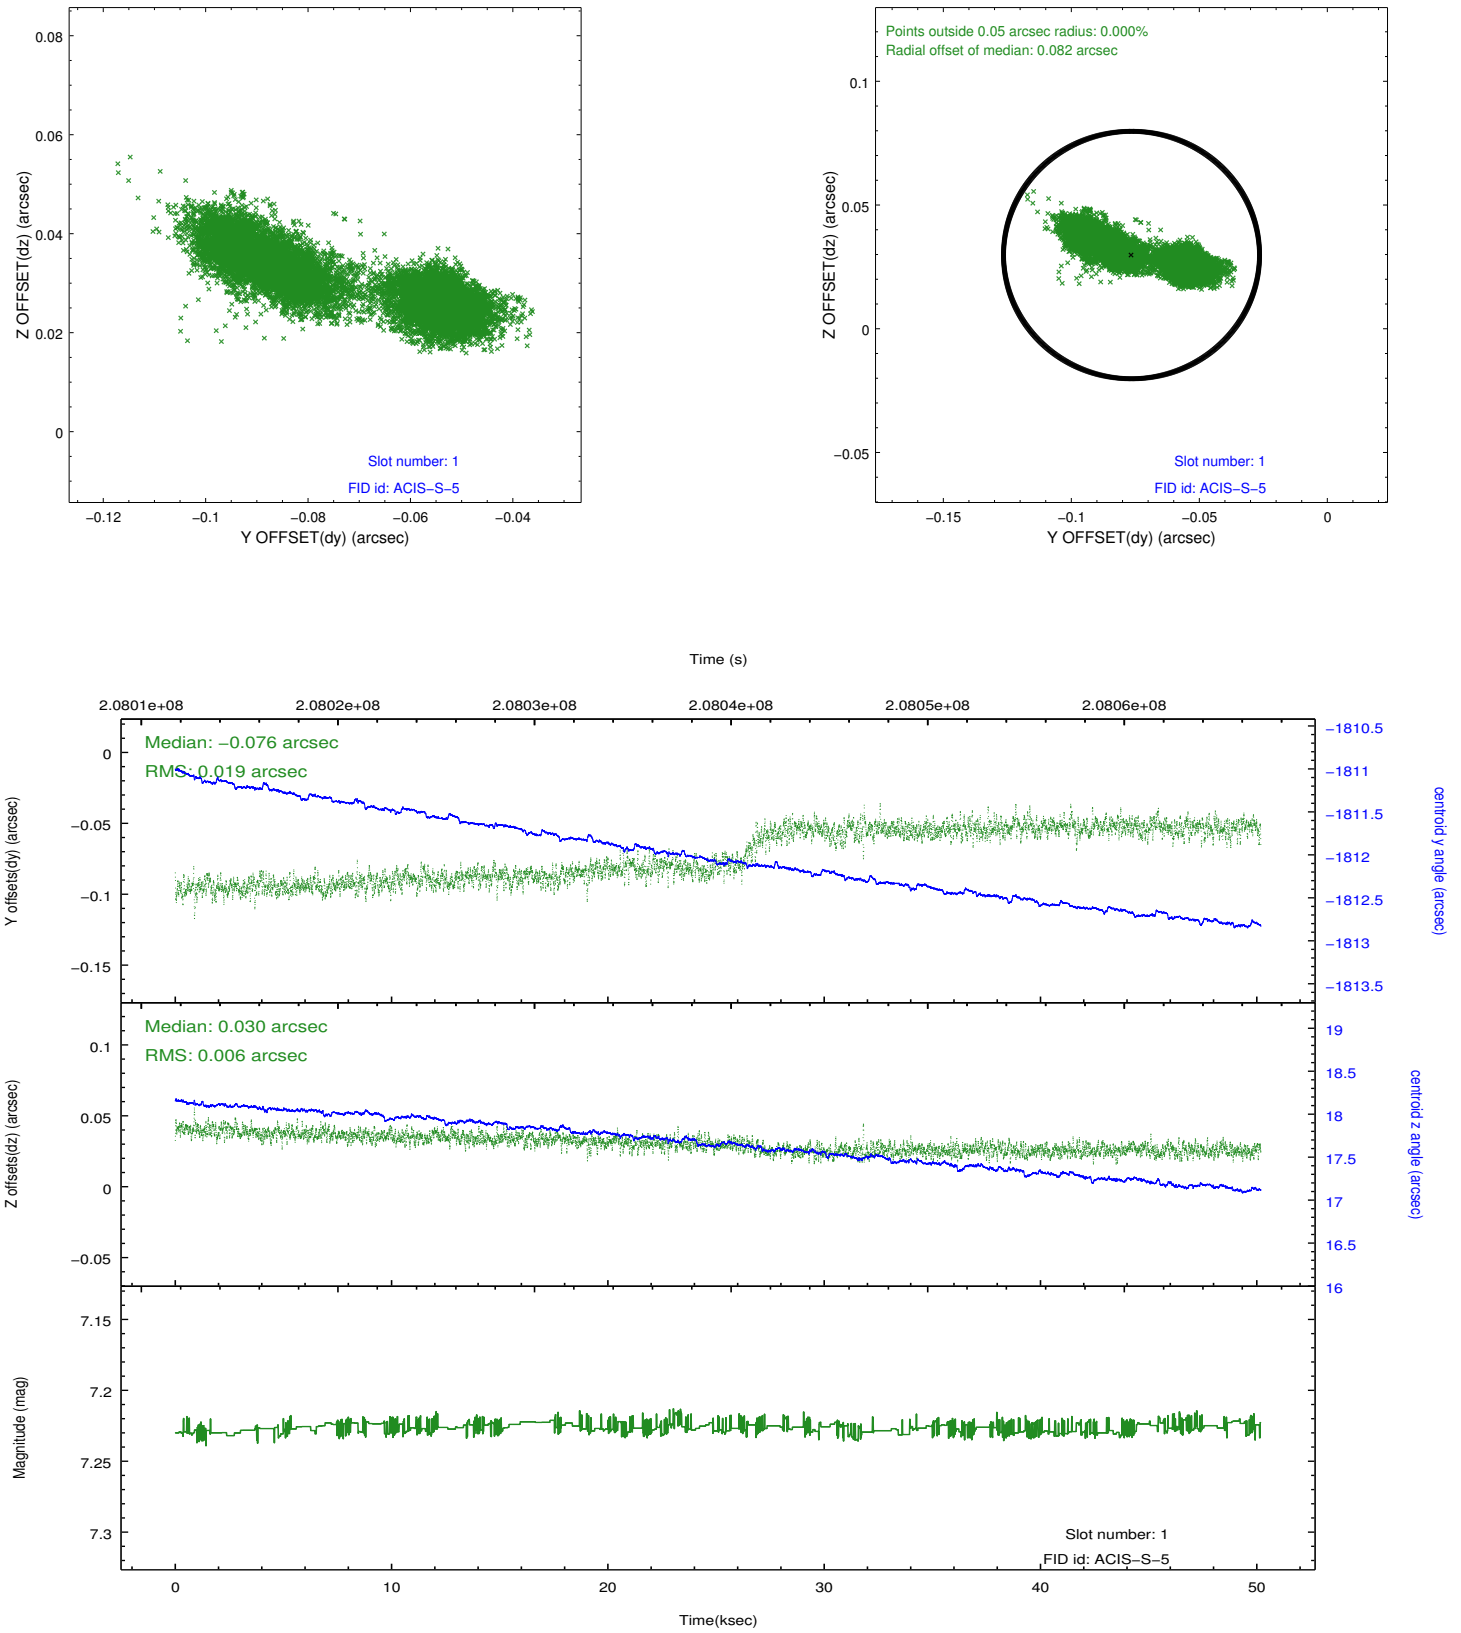 0.08
0.06
0.04
0.02
0
Z OFFSET(dz) (arcsec)
−0.12 −0.1 −0.08 −0.06 −0.04
Y OFFSET(dy) (arcsec)
Slot number: 1
FID id: ACIS−S−5
Points outside 0.05 arcsec radius: 0.000%
Radial offset of median: 0.082 arcsec
0.1
0.05
0
−0.05
Z OFFSET(dz) (arcsec)
−0.15 −0.1 −0.05 0
Y OFFSET(dy) (arcsec)
Slot number: 1
FID id: ACIS−S−5
Time (s)
2.0801e+08 2.0802e+08 2.0803e+08 2.0804e+08 2.0805e+08 2.0806e+08
Median: −0.076 arcsec
RMS: 0.019 arcsec
0
−0.05
−0.1
−0.15
Y offsets(dy) (arcsec)
−1810.5
−1811
−1811.5
−1812
−1812.5
−1813
−1813.5
centroid y angle (arcsec)
Median: 0.030 arcsec
RMS: 0.006 arcsec
0.1
0.05
0
−0.05
Z offsets(dz) (arcsec)
19
18.5
18
17.5
17
16.5
16
centroid z angle (arcsec)
7.15
7.2
7.25
7.3
Magnitude (mag)
Slot number: 1
FID id: ACIS−S−5
0 10 20 30 40 50
Time(ksec)